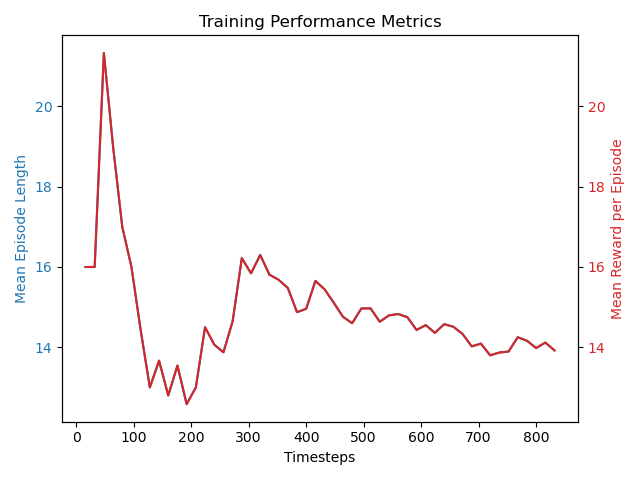 Training Performance Metrics
Mean Episode Length
20
18
16
14
20
18
16
14
Mean Reward per Episode
0 100 200 300 400 500 600 700 800
Timesteps